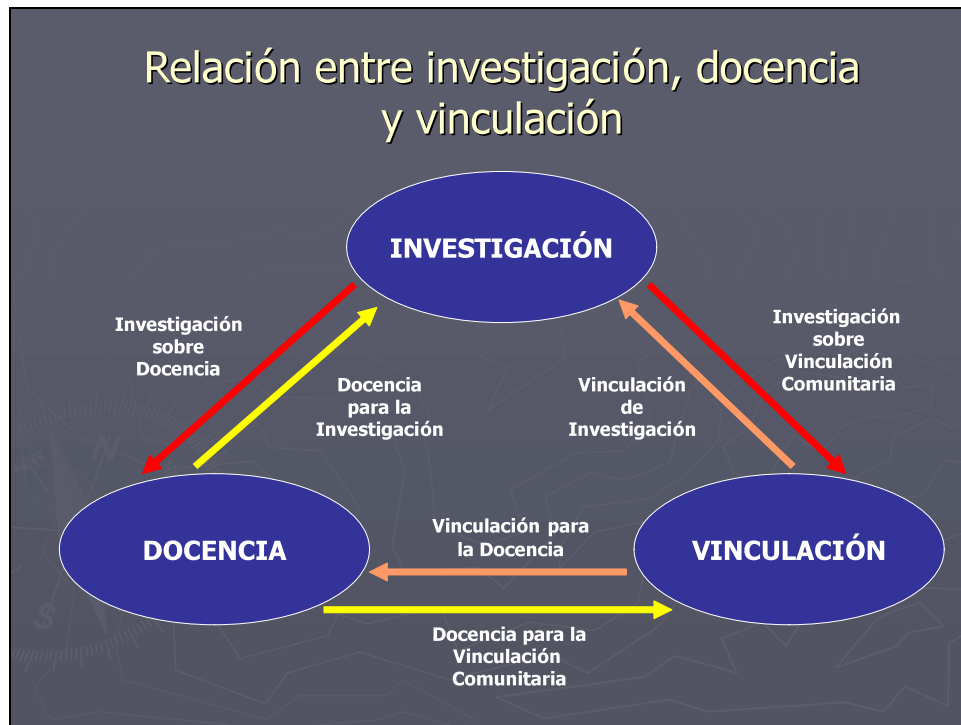 Relación entre investigación, docencia
y vinculación
INVESTIGACIÓN
Investigación
sobre
Docencia
Docencia
para la
Investigación
Vinculación
de
Investigación
Investigación
sobre
Vinculación
Comunitaria
DOCENCIA
Vinculación para
la Docencia
VINCULACIÓN
Docencia para la
Vinculación
Comunitaria
N
S